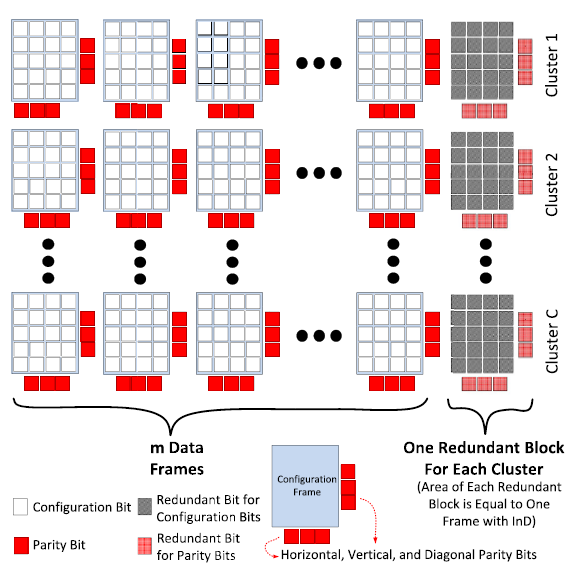 Cluster 1
Cluster 2
Cluster C
m Data
Frames
One Redundant Block
For Each Cluster
(Area of Each Redundant
Block is Equal to One
Frame with InD)
Configuration
Frame
Configuration Bit
Redundant Bit for
Configuration Bits
Parity Bit
Redundant Bit
for Parity Bits
Horizontal, Vertical, and Diagonal Parity Bits